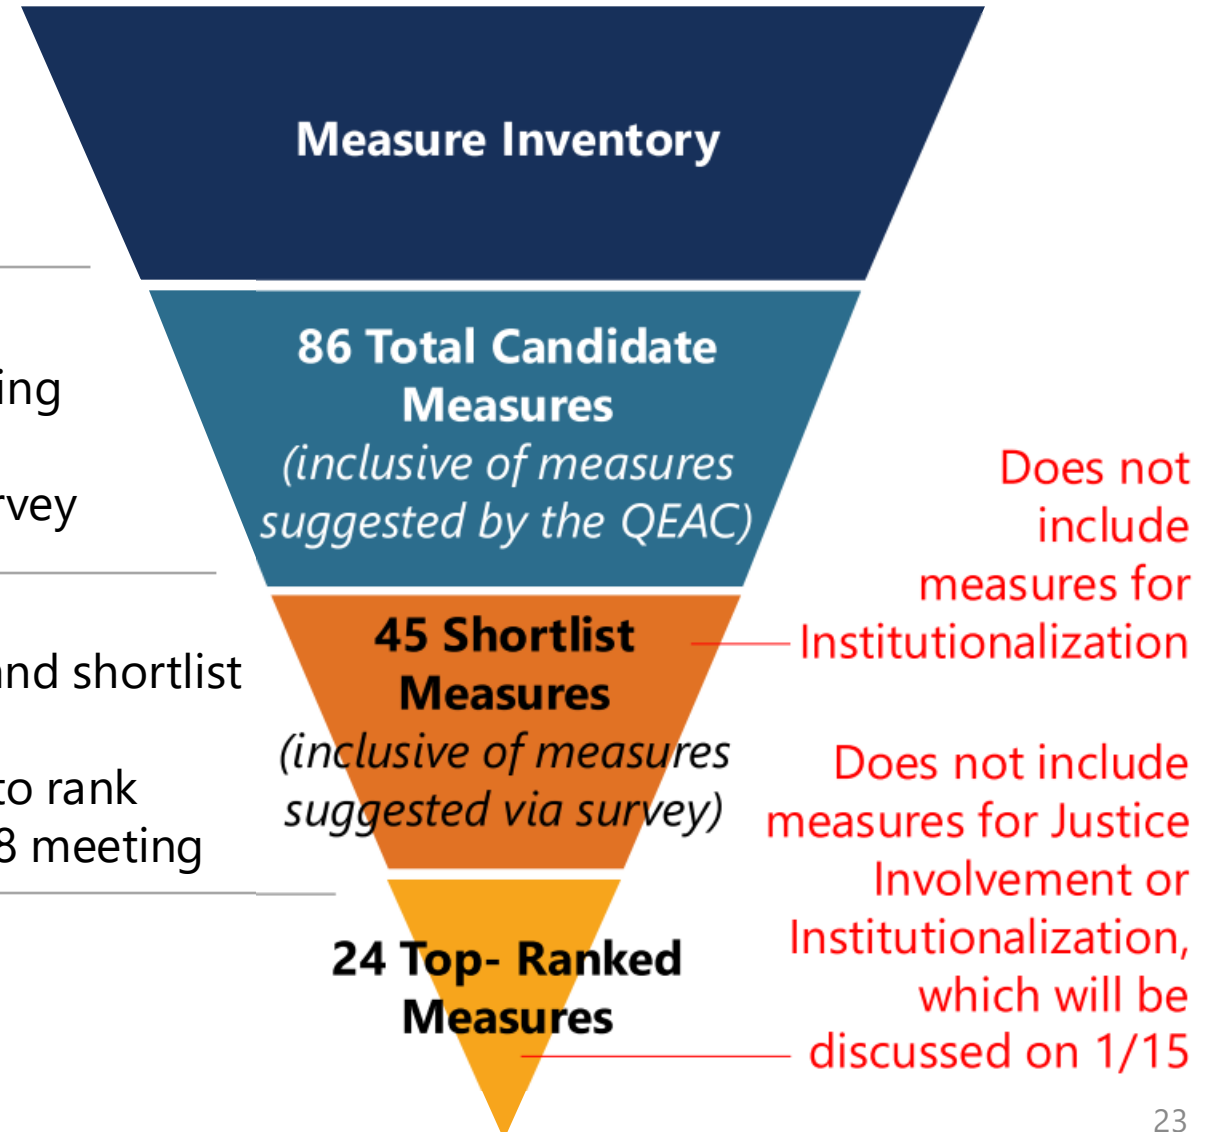 Measure Inventory
86 Total Candidate
Measures
(inclusive of measures
suggested by the QEAC)
ing
rvey
45 Shortlist
Measures
(inclusive of measures
suggested via survey)
and shortlist
to rank
8 meeting
24 Top- Ranked
Measures
Does not
include
measures for
Institutionalization
Does not include
measures for Justice
Involvement or
Institutionalization,
which will be
discussed on 1/15
23